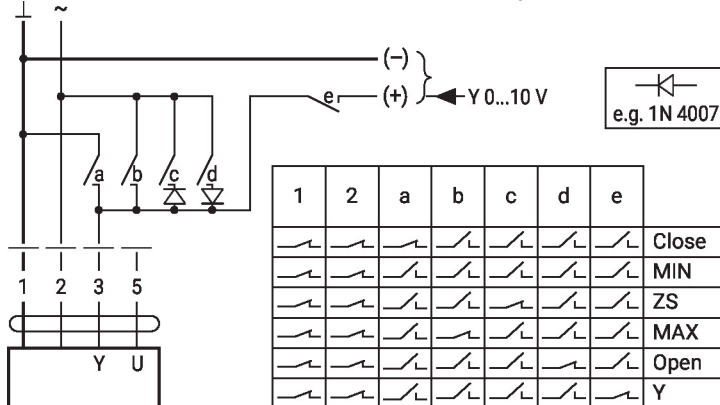 ⊥ ~
(–)
e (+) Y 0...10 V
e.g. 1N 4007
a b c d
1 2 a b c d e
Close
MIN
1 2 3 5 ZS
MAX
Y U Open
Y